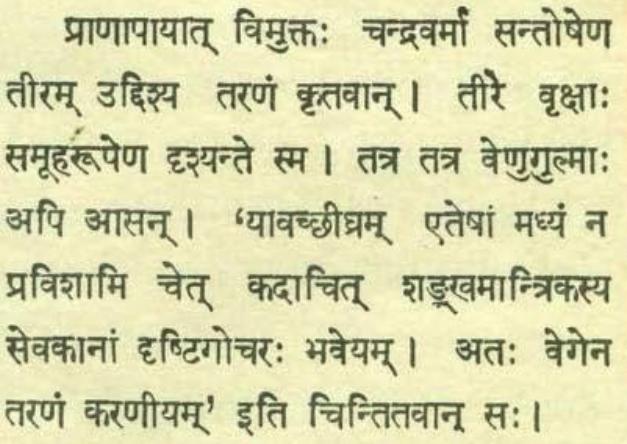 प्राणापायात् विमुक्तः चन्द्रवर्मा सन्तोषेण
तीरम् उद्दिश्य तरणं कृतवान् । तीरे वृक्षाः
समूहरूपेण दृश्यन्ते स्म । तत्र तत्र वेणुगुल्माः
अपि आसन् । ‘यावच्छीघ्रम् एतेषां मध्यं न
प्रविशामि चेत् कदाचित् शङ्खमान्त्रिकस्य
सेवकानां दृष्टिगोचरः भवेयम् । अतः वेगेन
तरणं करणीयम्’ इति चिन्तितवान् सः ।